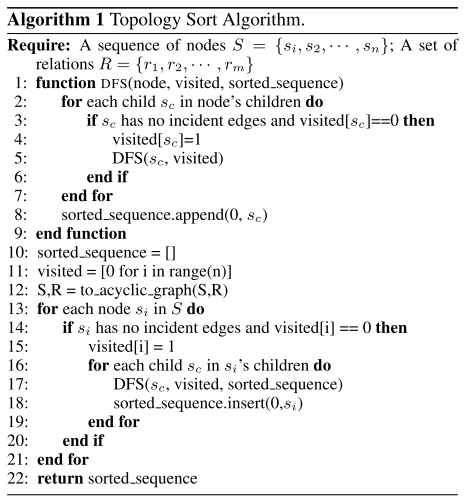 Algorithm 1 Topology Sort Algorithm.
Require: A sequence of nodes S = {s_i, s_2, ··· , s_n}; A set of
relations R = {r_1, r_2, ··· , r_m}
1: function DFS(node, visited, sorted_sequence)
2: for each child s_c in node's children do
3: if s_c has no incident edges and visited[s_c]==0 then
4: visited[s_c]=1
5: DFS(s_c, visited)
6: end if
7: end for
8: sorted_sequence.append(0, s_c)
9: end function
10: sorted_sequence = []
11: visited = [0 for i in range(n)]
12: S,R = to_acyclic_graph(S,R)
13: for each node s_i in S do
14: if s_i has no incident edges and visited[i] == 0 then
15: visited[i] = 1
16: for each child s_c in s_i's children do
17: DFS(s_c, visited, sorted_sequence)
18: sorted_sequence.insert(0,s_i)
19: end for
20: end if
21: end for
22: return sorted_sequence